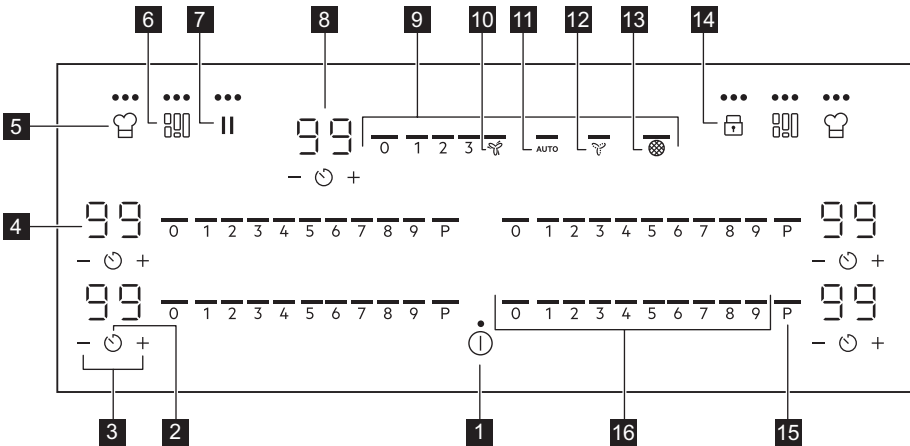 6 7 8 9 10 11 12 13 14
5
99 0 1 2 3 AUTO
− +
4 99 0 1 2 3 4 5 6 7 8 9 P 0 1 2 3 4 5 6 7 8 9 P 99
− + − +
99 0 1 2 3 4 5 6 7 8 9 P 0 1 2 3 4 5 6 7 8 9 P 99
− + − +
3 2 1 16 15